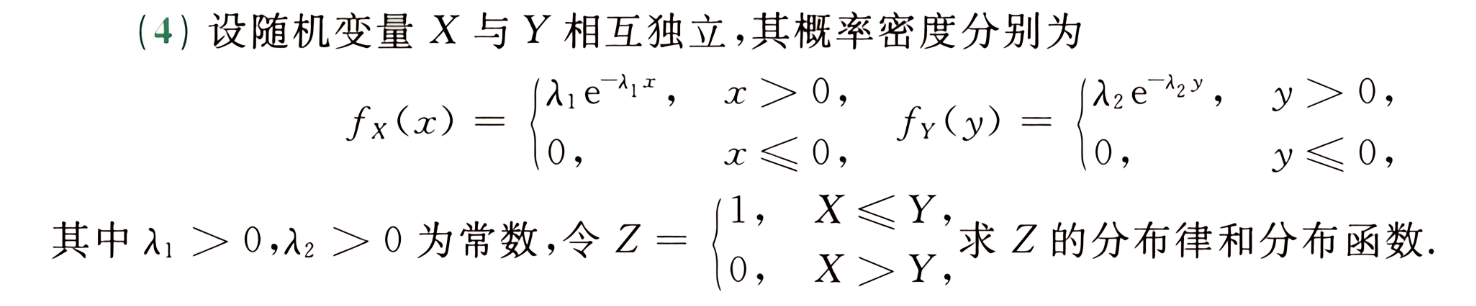 (4) 设随机变量 X 与 Y 相互独立,其概率密度分别为
f_X(x) = { λ₁e^{-λ₁x}, x > 0, 0, x ⩽ 0, f_Y(y) = { λ₂e^{-λ₂y}, y > 0, 0, y ⩽ 0,
其中 λ₁ > 0,λ₂ > 0 为常数,令 Z = { 1, X ⩽ Y, 0, X > Y, 求 Z 的分布律和分布函数.